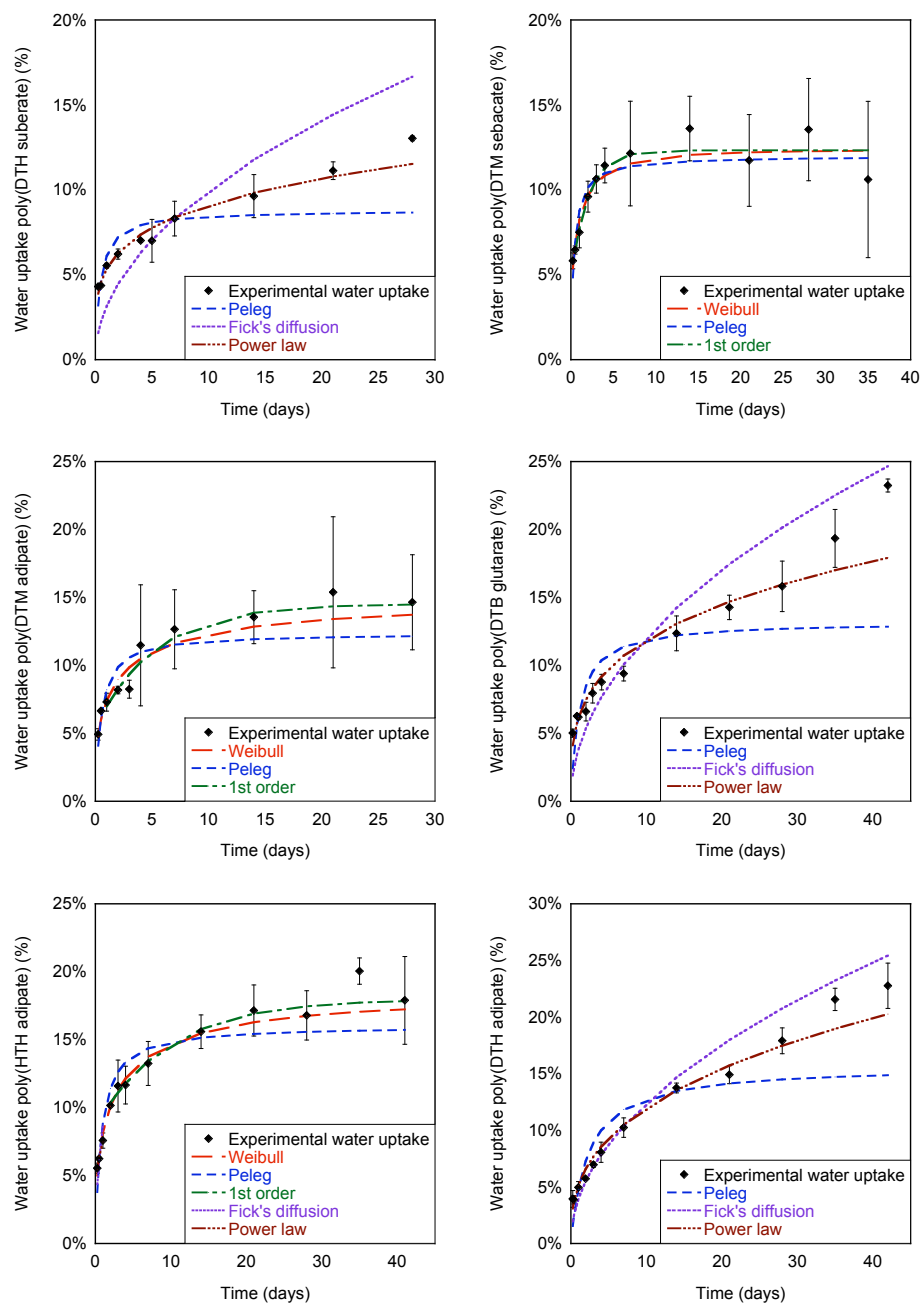 Water uptake poly(DTH suberate) (%)
20%
15%
10%
5%
0%
Experimental water uptake
Peleg
Fick's diffusion
Power law
0 5 10 15 20 25 30
Time (days)
Water uptake poly(DTM sebacate) (%)
20%
15%
10%
5%
0%
Experimental water uptake
Weibull
Peleg
1st order
0 5 10 15 20 25 30 35 40
Time (days)
Water uptake poly(DTM adipate) (%)
25%
20%
15%
10%
5%
0%
Experimental water uptake
Weibull
Peleg
1st order
0 5 10 15 20 25 30
Time (days)
Water uptake poly(DTB glutarate) (%)
25%
20%
15%
10%
5%
0%
Experimental water uptake
Peleg
Fick's diffusion
Power law
0 10 20 30 40
Time (days)
Water uptake poly(HTH adipate) (%)
25%
20%
15%
10%
5%
0%
Experimental water uptake
Weibull
Peleg
1st order
Fick's diffusion
Power law
0 10 20 30 40
Time (days)
Water uptake poly(DTH adipate) (%)
30%
25%
20%
15%
10%
5%
0%
Experimental water uptake
Peleg
Fick's diffusion
Power law
0 10 20 30 40
Time (days)